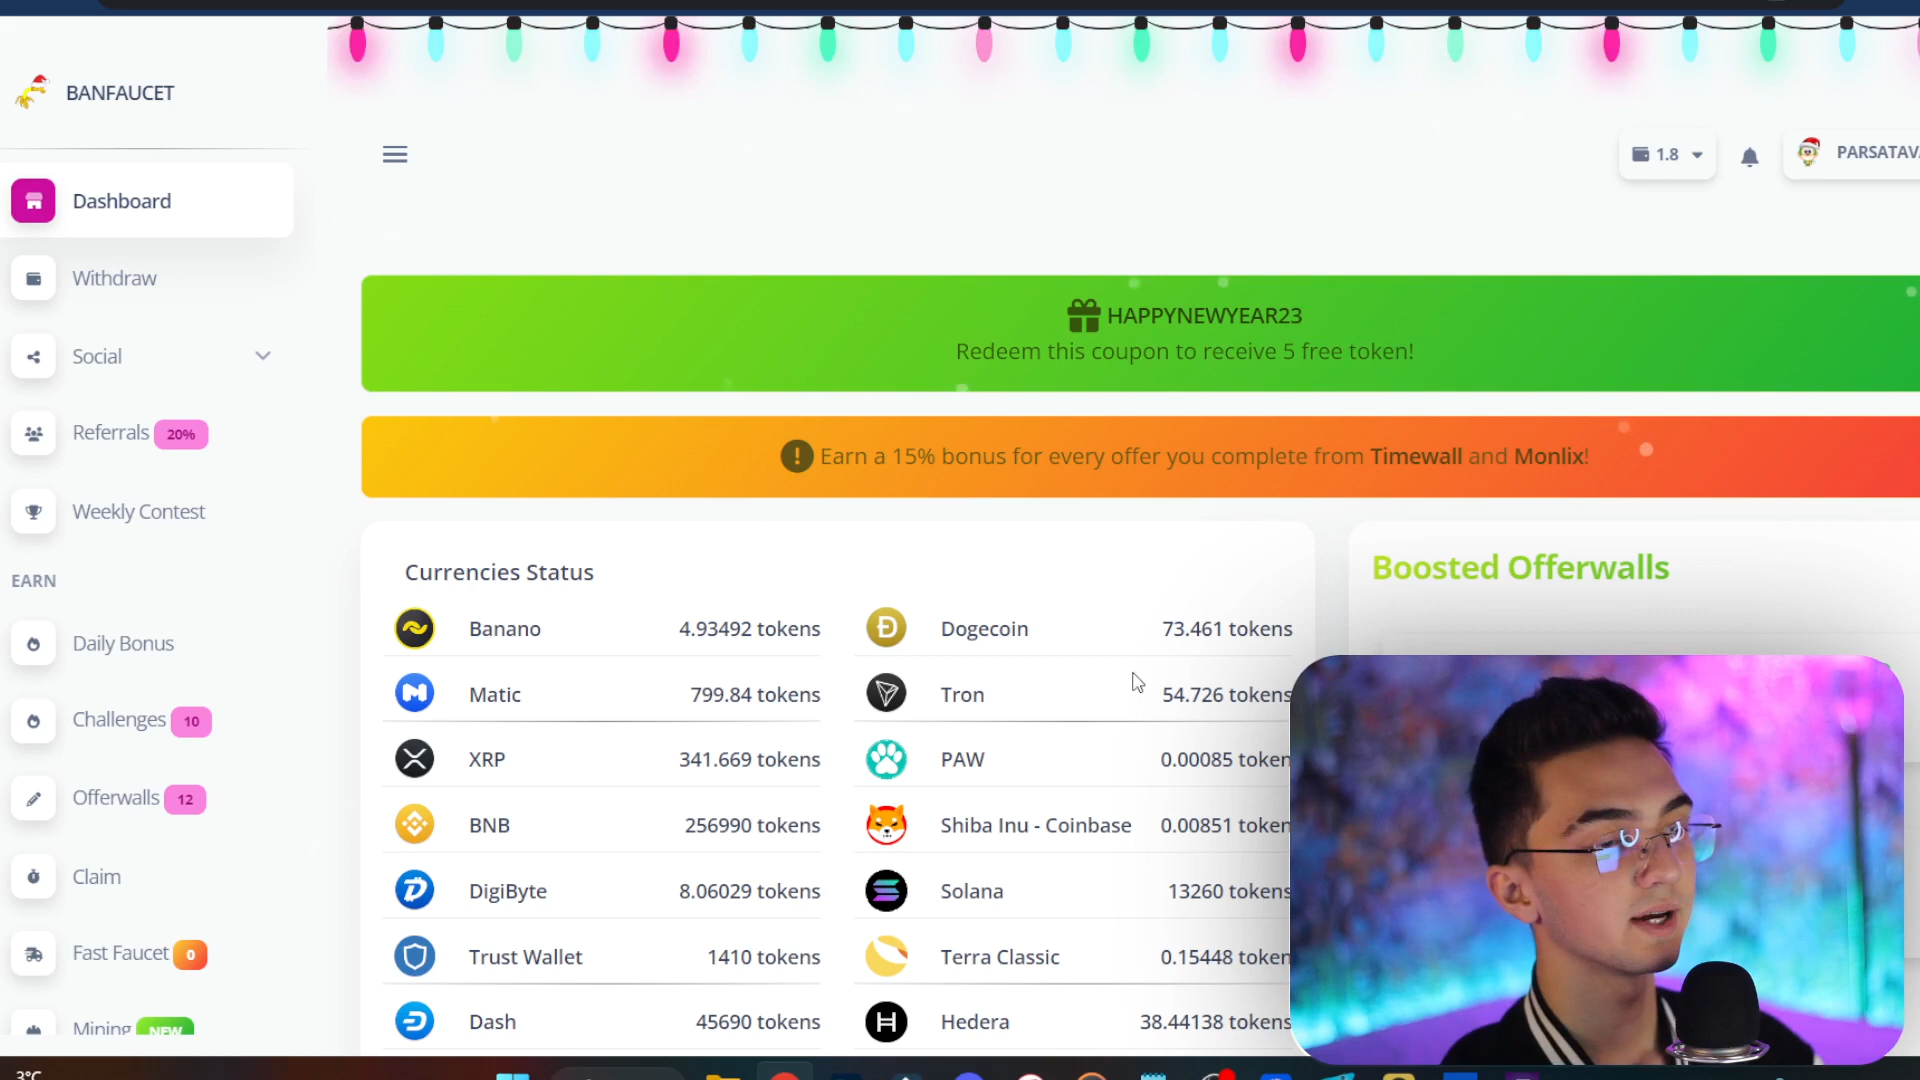 BANFAUCET
1.8
Dashboard
Withdraw
Social
Referrals 20%
Weekly Contest
EARN
Daily Bonus
Challenges 10
Offerwalls 12
Claim
Fast Faucet 0
Mining NEW
HAPPYNEWYEAR23
Redeem this coupon to receive 5 free token!
! Earn a 15% bonus for every offer you complete from Timewall and Monlix!
Currencies Status
Banano 4.93492 tokens
Dogecoin 73.461 tokens
Matic 799.84 tokens
Tron 54.726 tokens
XRP 341.669 tokens
PAW 0.00085 token
BNB 256990 tokens
Shiba Inu - Coinbase 0.00851 token
DigiByte 8.06029 tokens
Solana 13260 tokens
Trust Wallet 1410 tokens
Terra Classic 0.15448 token
Dash 45690 tokens
Hedera 38.44138 tokens
Boosted Offerwalls
3°C